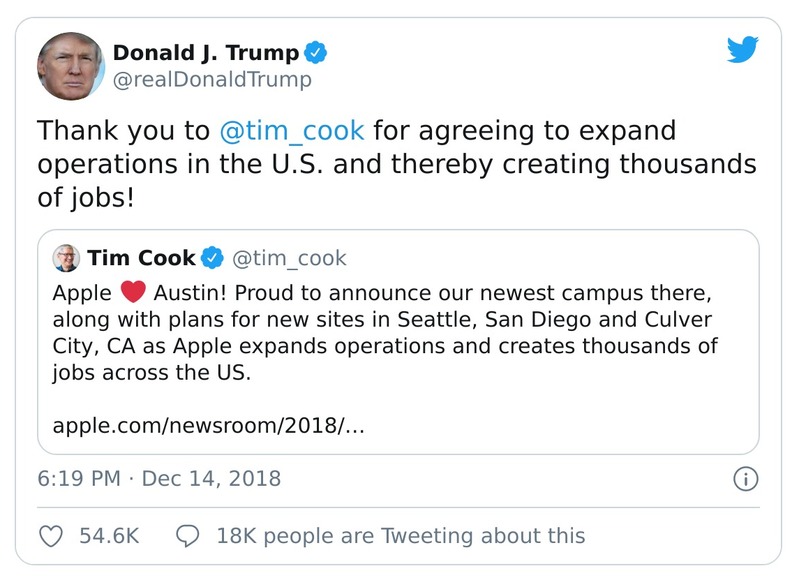 Donald J. Trump
@realDonaldTrump
Thank you to @tim_cook for agreeing to expand
operations in the U.S. and thereby creating thousands
of jobs!
Tim Cook @tim_cook
Apple ❤️ Austin! Proud to announce our newest campus there,
along with plans for new sites in Seattle, San Diego and Culver
City, CA as Apple expands operations and creates thousands of
jobs across the US.
apple.com/newsroom/2018/…
6:19 PM · Dec 14, 2018
54.6K 18K people are Tweeting about this